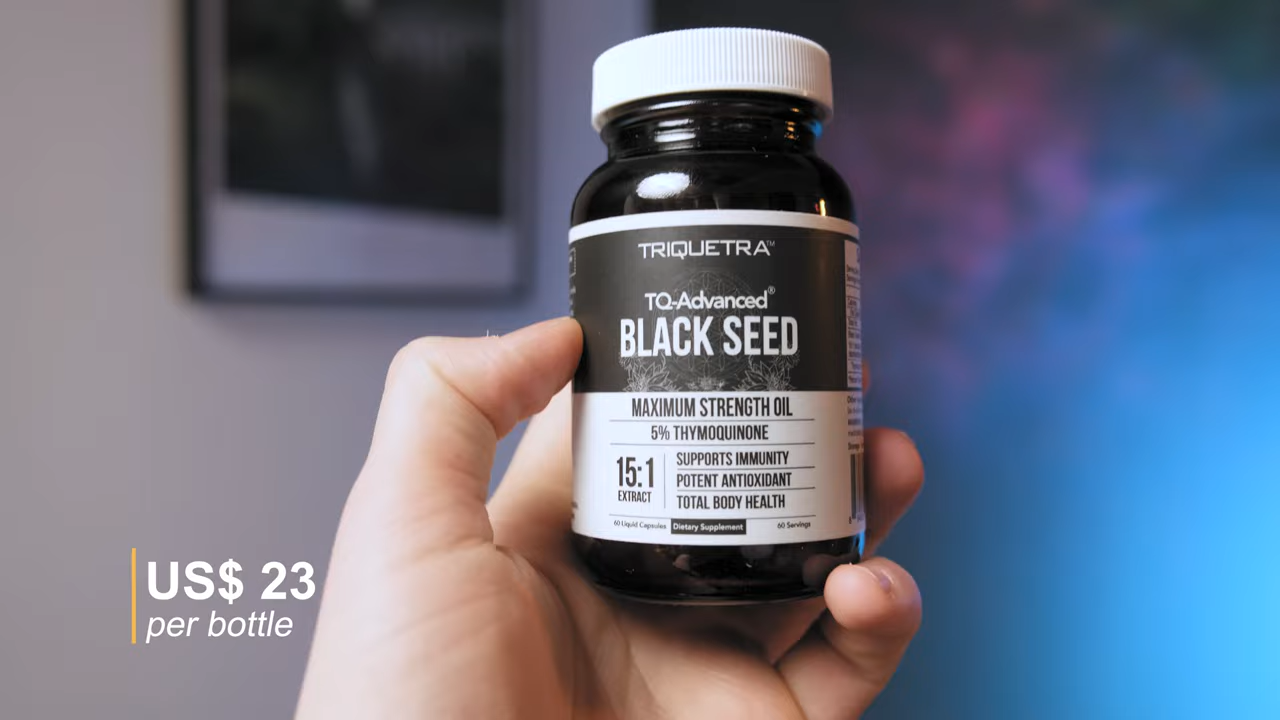 TRIQUETRA™
TQ-Advanced®
BLACK SEED
MAXIMUM STRENGTH OIL
5% THYMOQUINONE
15:1
EXTRACT
SUPPORTS IMMUNITY
POTENT ANTIOXIDANT
TOTAL BODY HEALTH
60 Liquid Capsules
Dietary Supplement
60 Servings
US$ 23
per bottle